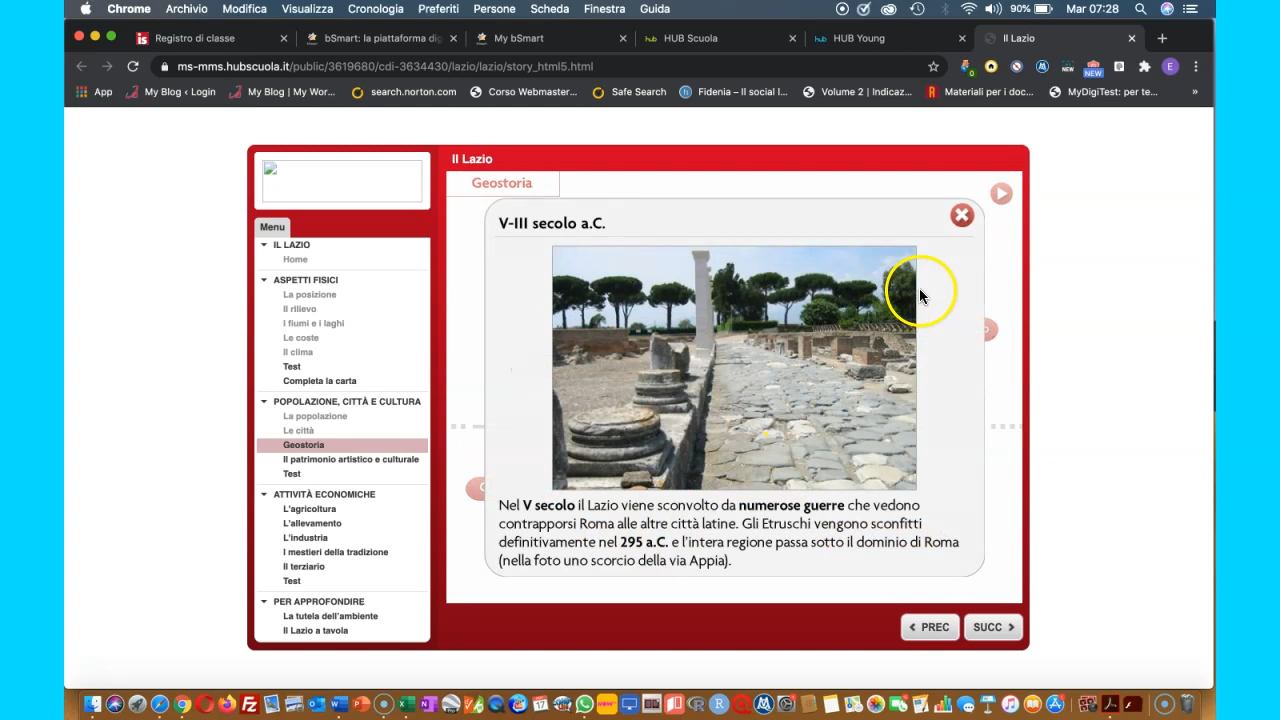 Chrome Archivio Modifica Visualizza Cronologia Preferiti Persone Scheda Finestra Guida 90% Mar 07:28
Registro di classe bSmart: la piattaforma di My bSmart HUB Scuola HUB Young Il Lazio
ms-mms.hubscuola.it/public/3619680/cdi-3634430/lazio/lazio/story_html5.html NEW NEW E
App My Blog ‹ Login My Blog | My Wor... search.norton.com Corso Webmaster... Safe Search Fidenia – Il social l... Volume 2 | Indicaz... Materiali per i doc... MyDigiTest: per te... »
Il Lazio
Geostoria
Menu
IL LAZIO
Home
ASPETTI FISICI
La posizione
Il rilievo
I fiumi e i laghi
Le coste
Il clima
Test
Completa la carta
POPOLAZIONE, CITTÀ E CULTURA
La popolazione
Le città
Geostoria
Il patrimonio artistico e culturale
Test
ATTIVITÀ ECONOMICHE
L'agricoltura
L'allevamento
L'industria
I mestieri della tradizione
Il terziario
Test
PER APPROFONDIRE
La tutela dell'ambiente
Il Lazio a tavola
V-III secolo a.C.
Nel V secolo il Lazio viene sconvolto da numerose guerre che vedono
contrapporsi Roma alle altre città latine. Gli Etruschi vengono sconfitti
definitivamente nel 295 a.C. e l'intera regione passa sotto il dominio di Roma
(nella foto uno scorcio della via Appia).
PREC SUCC